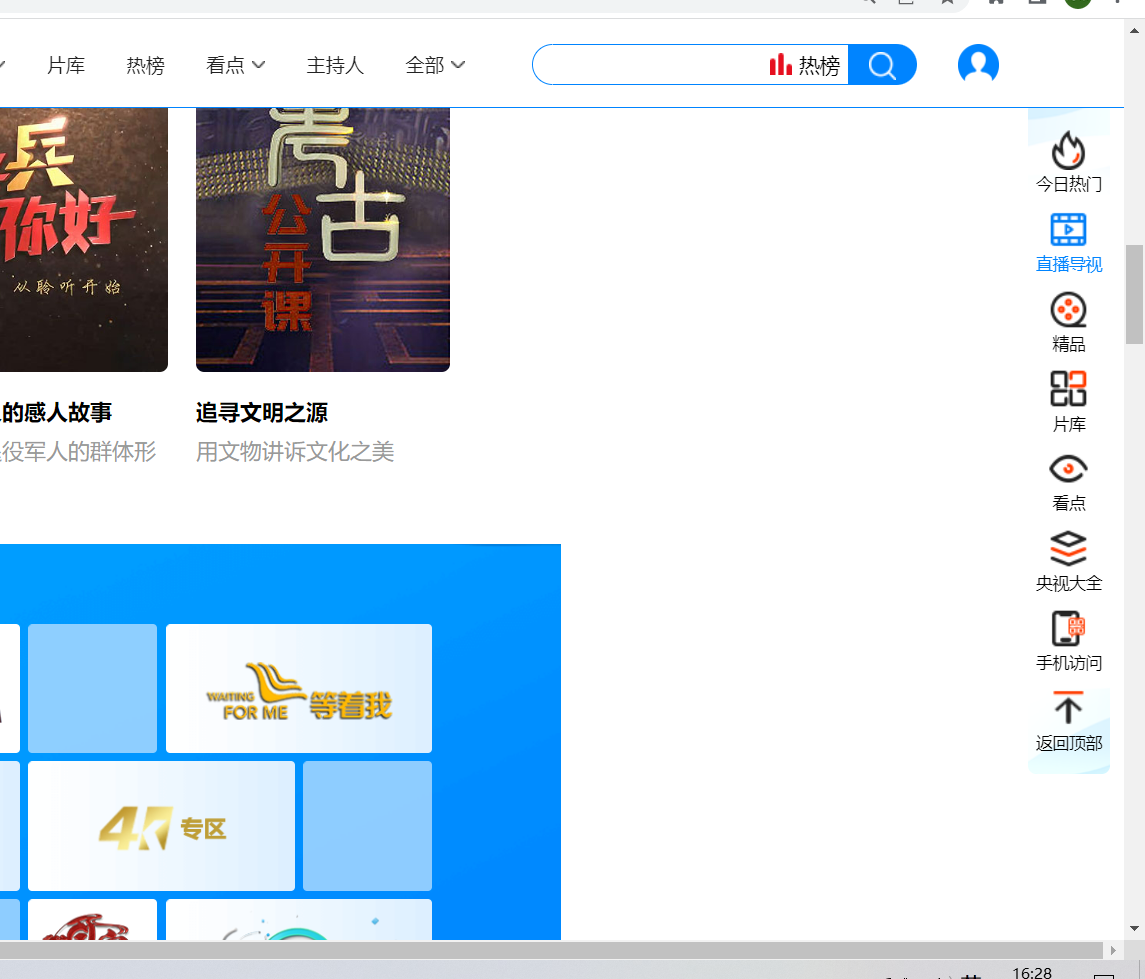 片库 热榜 看点 主持人 全部 热榜
兵
你好
从聆听开始
考古
公开课
的感人故事
追寻文明之源
役军人的群体形
用文物讲诉文化之美
今日热门
直播导视
精品
片库
看点
央视大全
手机访问
返回顶部
WAITING
FOR ME 等着我
4K 专区
16:28